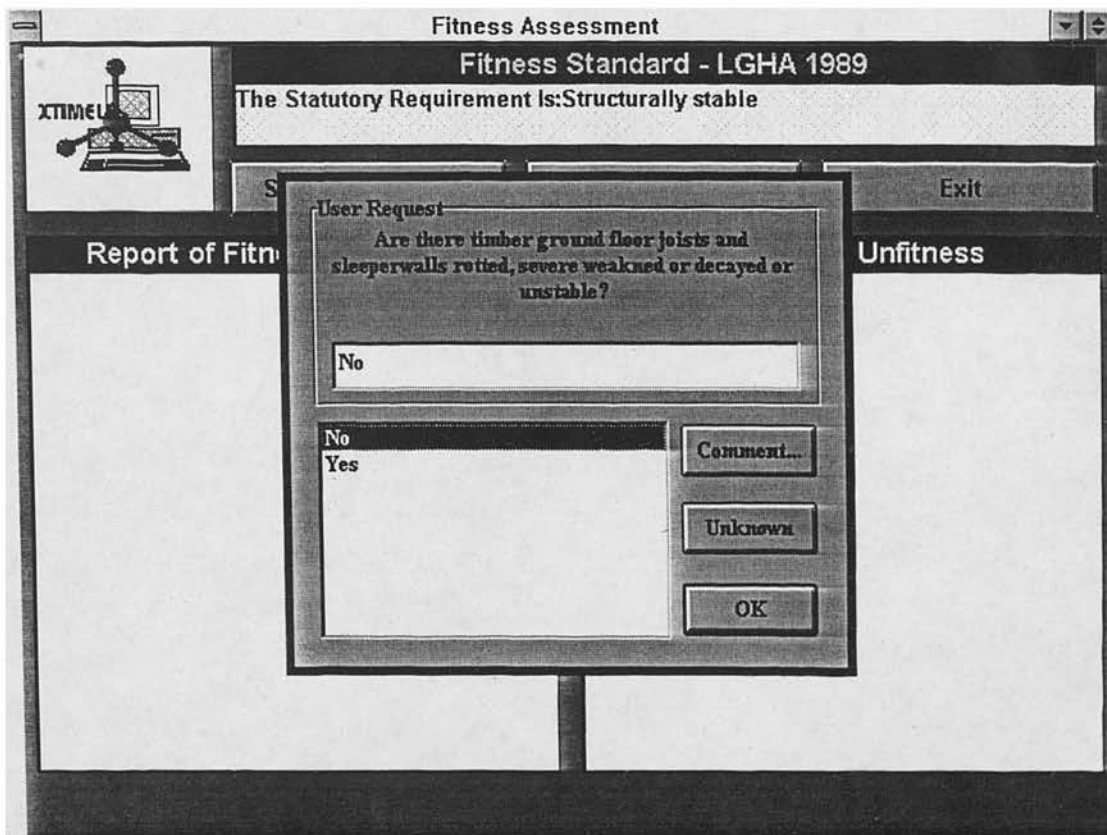 Fitness Assessment
Fitness Standard - LGHA 1989
XTIMEL
The Statutory Requirement Is:Structurally stable
Exit
Report of
Unfitness
User Request
Are there timber ground floor joists and
sleeperwalls rotted, severe weakned or decayed or
unstable?
No
No
Yes
Comment...
Unknown
OK